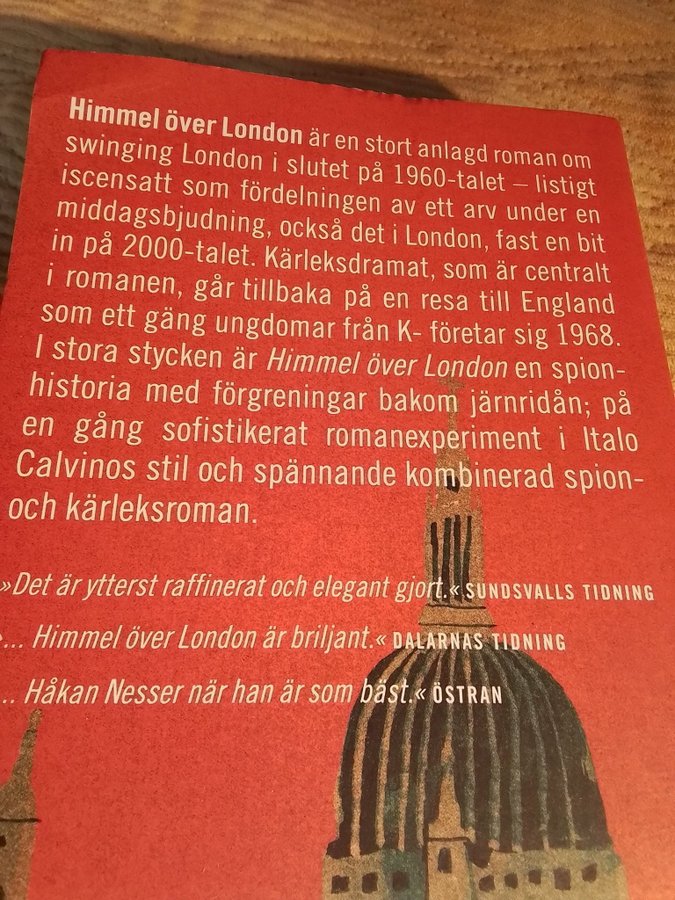 Himmel över London är en stort anlagd roman om
swinging London i slutet på 1960-talet – listigt
iscensatt som fördelningen av ett arv under en
middagsbjudning, också det i London, fast en bit
in på 2000-talet. Kärleksdramat, som är centralt
i romanen, går tillbaka på en resa till England
som ett gäng ungdomar från K- företar sig 1968.
I stora stycken är Himmel över London en spion-
historia med förgreningar bakom järnridån; på
en gång sofistikerat romanexperiment i Italo
Calvinos stil och spännande kombinerad spion-
och kärleksroman.
»Det är ytterst raffinerat och elegant gjort.« SUNDSVALLS TIDNING
»... Himmel över London är briljant.« DALARNAS TIDNING
.. Håkan Nesser när han är som bäst.« ÖSTRAN